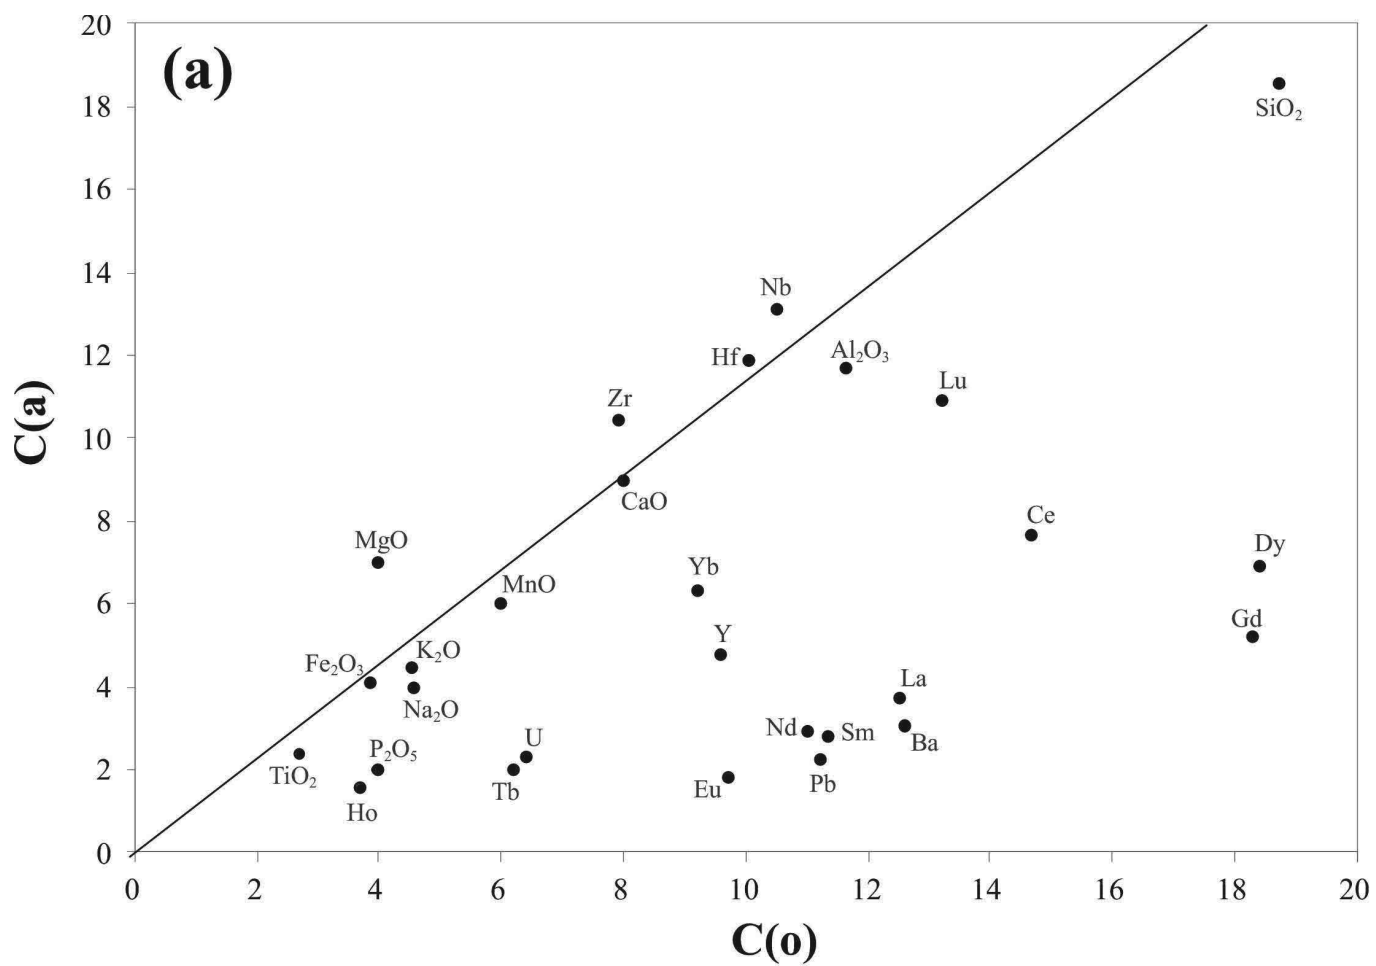 20
(a)
18
SiO₂
16
14
Nb
12
Hf
Al₂O₃
Lu
Zr
C(a)
10
CaO
8
Ce
MgO
Dy
Yb
MnO
6
Gd
Y
K₂O
Fe₂O₃
La
4
Na₂O
Nd
Sm
Ba
U
P₂O₅
2
TiO₂
Tb
Eu
Pb
Ho
0
0 2 4 6 8 10 12 14 16 18 20
C(o)